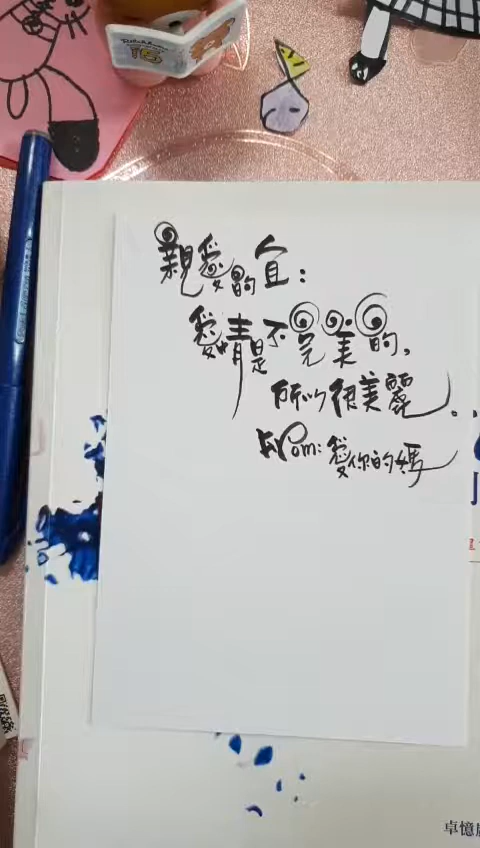 親愛的宜：
愛情是不完美的,
所以很美麗。。
From: 愛你的媽
卓憶